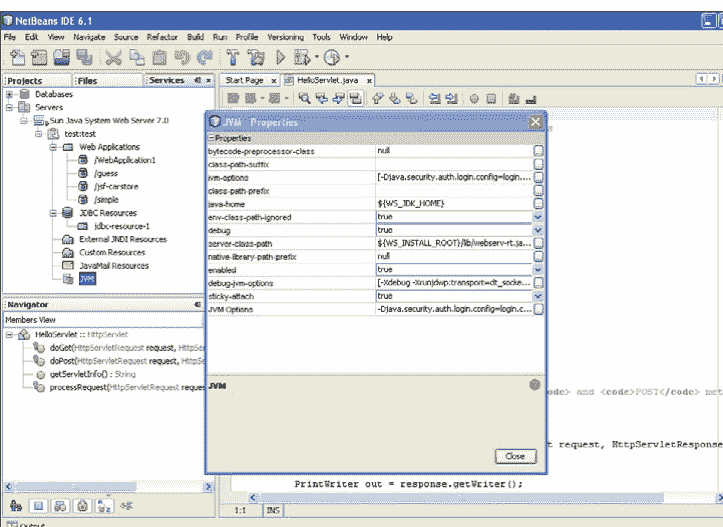 NetBeans IDE 6.1
File Edit View Navigate Source Refactor Build Run Profile Versioning Tools Window Help
Projects Files Services
Start Page HelloServlet.java
Databases
Servers
Sun Java System Web Server 7.0
test:test
Web Applications
/WebApplication1
/guess
/jsf-carstore
/simple
JDBC Resources
jdbc-resource-1
External JNDI Resources
Custom Resources
JavaMail Resources
JVM
Navigator
Members View
HelloServlet :: HttpServlet
doGet(HttpServletRequest request, HttpSer
doPost(HttpServletRequest request, HttpSe
getServletInfo() : String
processRequest(HttpServletRequest reques
JVM - Properties
Properties
bytecode-preprocessor-class null
class-path-suffix
jvm-options [-Djava.security.auth.login.config=login....
class-path-prefix
java-home ${WS_JDK_HOME}
env-class-path-ignored true
debug true
server-class-path ${WS_INSTALL_ROOT}/lib/webserv-rt.ja...
native-library-path-prefix null
enabled true
debug-jvm-options [-Xdebug -Xrunjdwp:transport=dt_socke...
sticky-attach true
JVM Options -Djava.security.auth.login.config=login.c...
JVM
Close
ode> and <code>POST</code> met
t request, HttpServletResponse
PrintWriter out = response.getWriter();
1:1 INS
Output